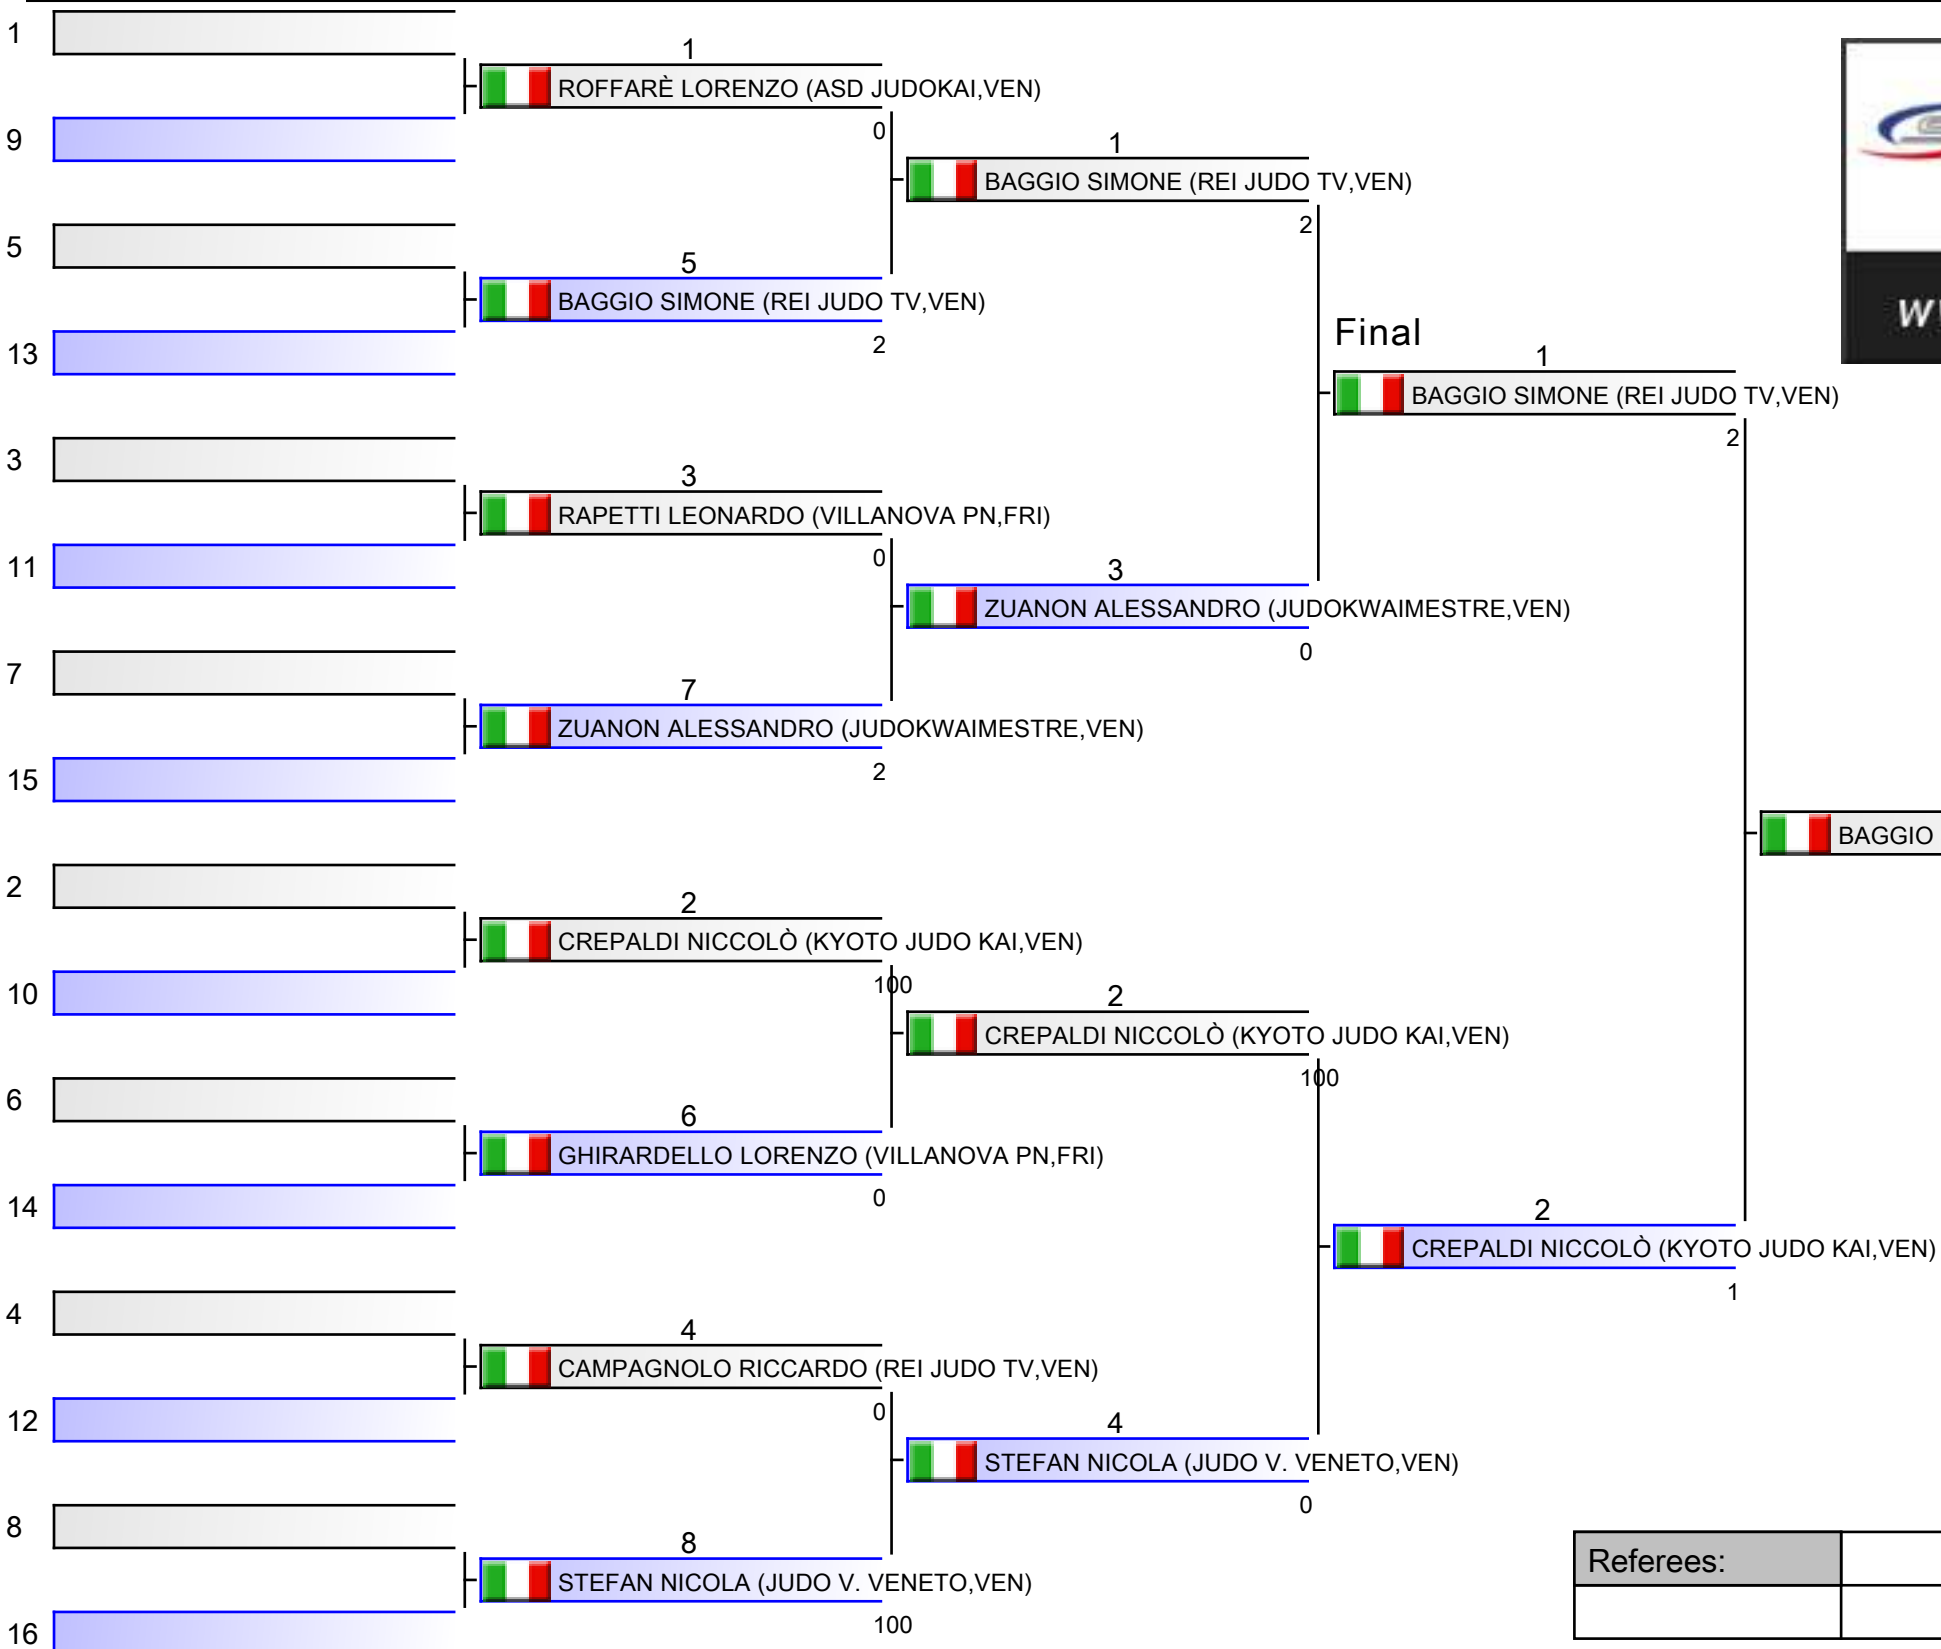 1
1
ROFFARÈ LORENZO (ASD JUDOKAI,VEN)
0
9
1
BAGGIO SIMONE (REI JUDO TV,VEN)
2
5
5
BAGGIO SIMONE (REI JUDO TV,VEN)
2
13
Final
1
BAGGIO SIMONE (REI JUDO TV,VEN)
2
3
3
RAPETTI LEONARDO (VILLANOVA PN,FRI)
0
11
3
ZUANON ALESSANDRO (JUDOKWAIMESTRE,VEN)
0
7
7
ZUANON ALESSANDRO (JUDOKWAIMESTRE,VEN)
2
15
BAGGIO
2
2
CREPALDI NICCOLÒ (KYOTO JUDO KAI,VEN)
100
10
2
CREPALDI NICCOLÒ (KYOTO JUDO KAI,VEN)
100
6
6
GHIRARDELLO LORENZO (VILLANOVA PN,FRI)
0
14
2
CREPALDI NICCOLÒ (KYOTO JUDO KAI,VEN)
1
4
4
CAMPAGNOLO RICCARDO (REI JUDO TV,VEN)
0
12
4
STEFAN NICOLA (JUDO V. VENETO,VEN)
0
8
8
STEFAN NICOLA (JUDO V. VENETO,VEN)
100
16
Referees: